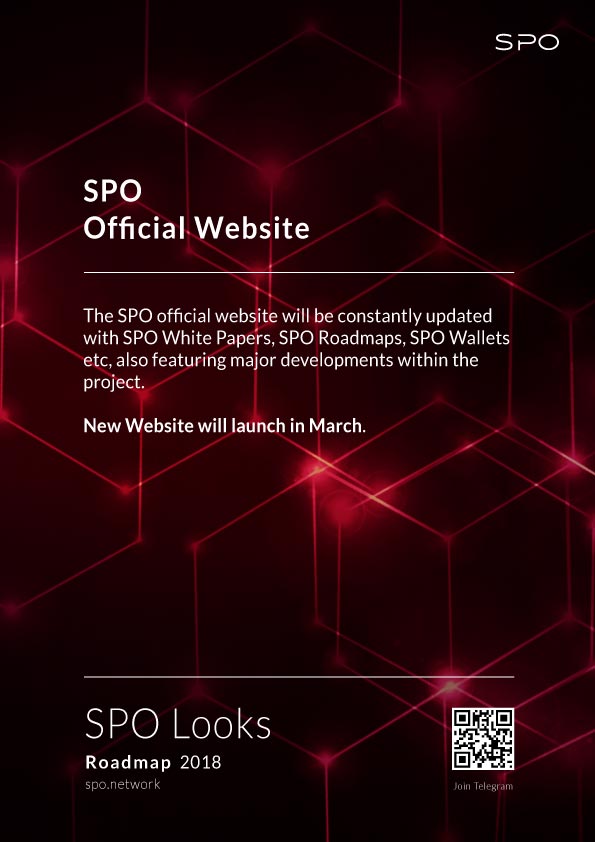 SPO
SPO
Official Website
The SPO official website will be constantly updated
with SPO White Papers, SPO Roadmaps, SPO Wallets
etc, also featuring major developments within the
project.
New Website will launch in March.
SPO Looks
Roadmap 2018
spo.network
Join Telegram